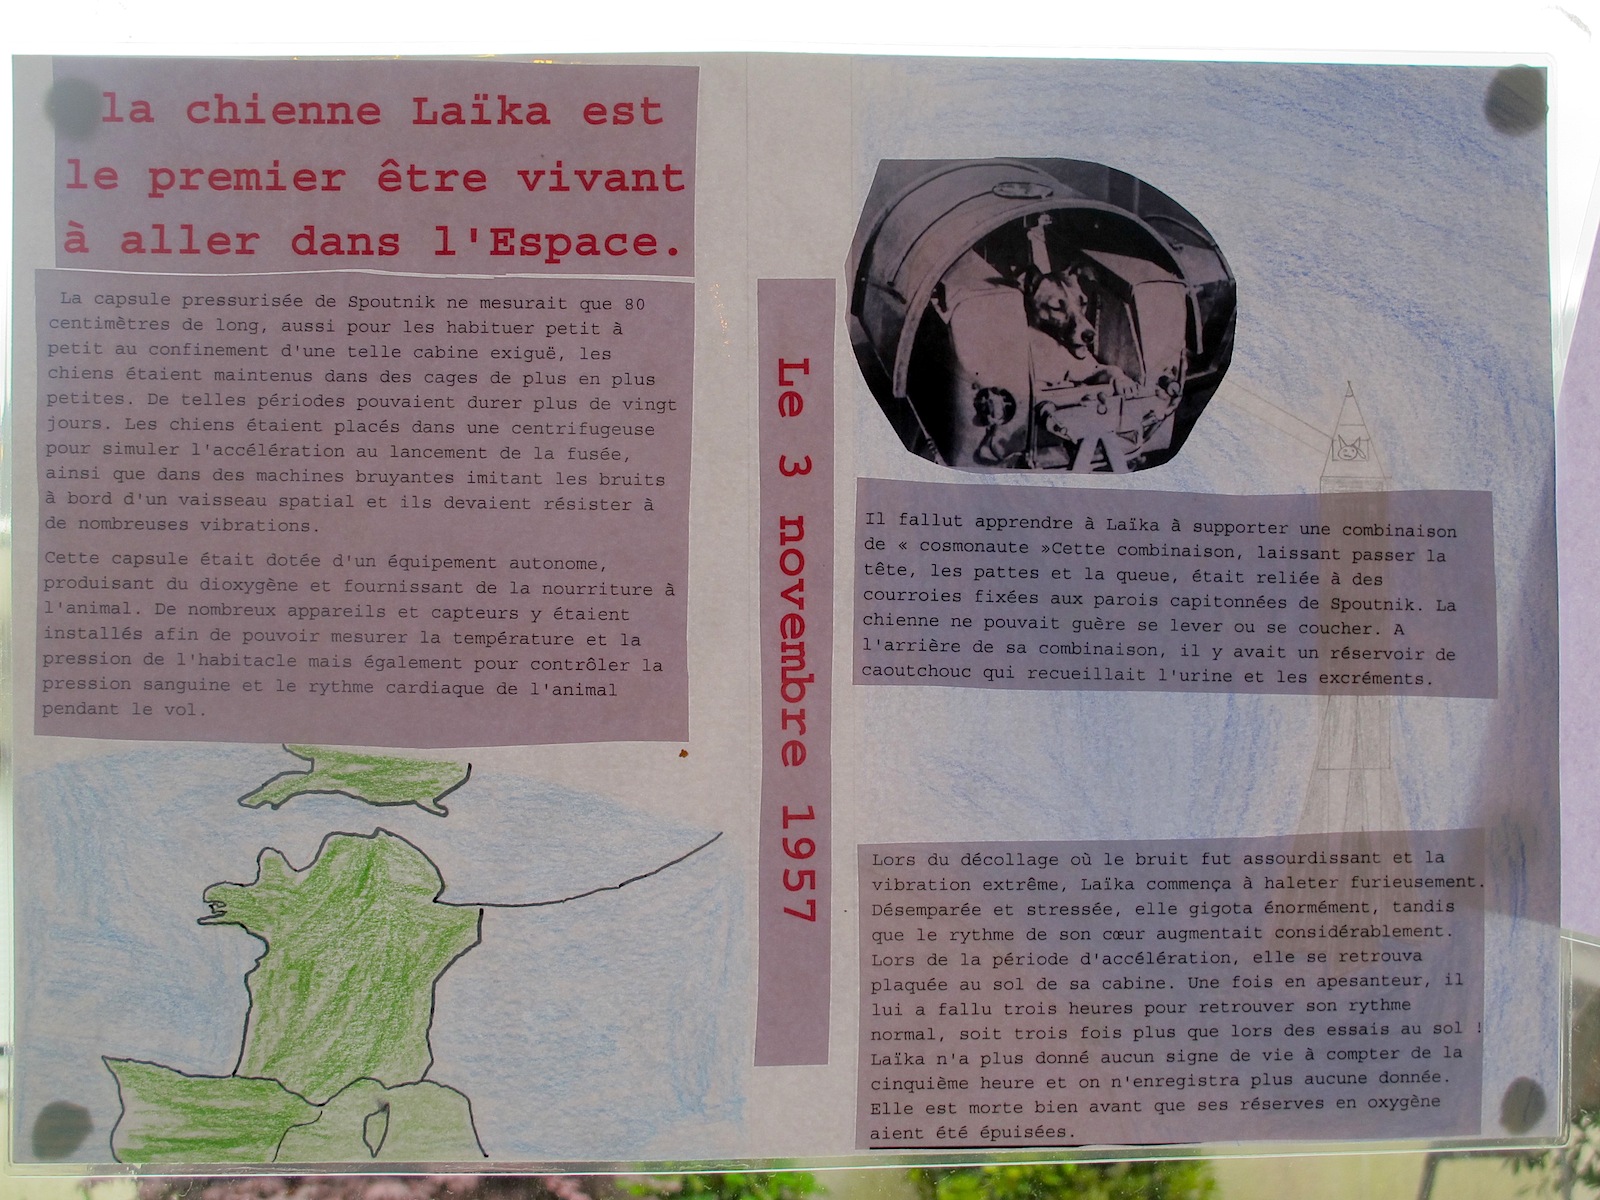 la chienne Laïka est
le premier être vivant
à aller dans l'Espace.
La capsule pressurisée de Spoutnik ne mesurait que 80
centimètres de long, aussi pour les habituer petit à
petit au confinement d'une telle cabine exiguë, les
chiens étaient maintenus dans des cages de plus en plus
petites. De telles périodes pouvaient durer plus de vingt
jours. Les chiens étaient placés dans une centrifugeuse
pour simuler l'accélération au lancement de la fusée,
ainsi que dans des machines bruyantes imitant les bruits
à bord d'un vaisseau spatial et ils devaient résister à
de nombreuses vibrations.
Cette capsule était dotée d'un équipement autonome,
produisant du dioxygène et fournissant de la nourriture à
l'animal. De nombreux appareils et capteurs y étaient
installés afin de pouvoir mesurer la température et la
pression de l'habitacle mais également pour contrôler la
pression sanguine et le rythme cardiaque de l'animal
pendant le vol.
Le 3 novembre 1957
Il fallut apprendre à Laïka à supporter une combinaison
de « cosmonaute »Cette combinaison, laissant passer la
tête, les pattes et la queue, était reliée à des
courroies fixées aux parois capitonnées de Spoutnik. La
chienne ne pouvait guère se lever ou se coucher. A
l'arrière de sa combinaison, il y avait un réservoir de
caoutchouc qui recueillait l'urine et les excréments.
Lors du décollage où le bruit fut assourdissant et la
vibration extrême, Laïka commença à haleter furieusement.
Désemparée et stressée, elle gigota énormément, tandis
que le rythme de son cœur augmentait considérablement.
Lors de la période d'accélération, elle se retrouva
plaquée au sol de sa cabine. Une fois en apesanteur, il
lui a fallu trois heures pour retrouver son rythme
normal, soit trois fois plus que lors des essais au sol !
Laïka n'a plus donné aucun signe de vie à compter de la
cinquième heure et on n'enregistra plus aucune donnée.
Elle est morte bien avant que ses réserves en oxygène
aient été épuisées.